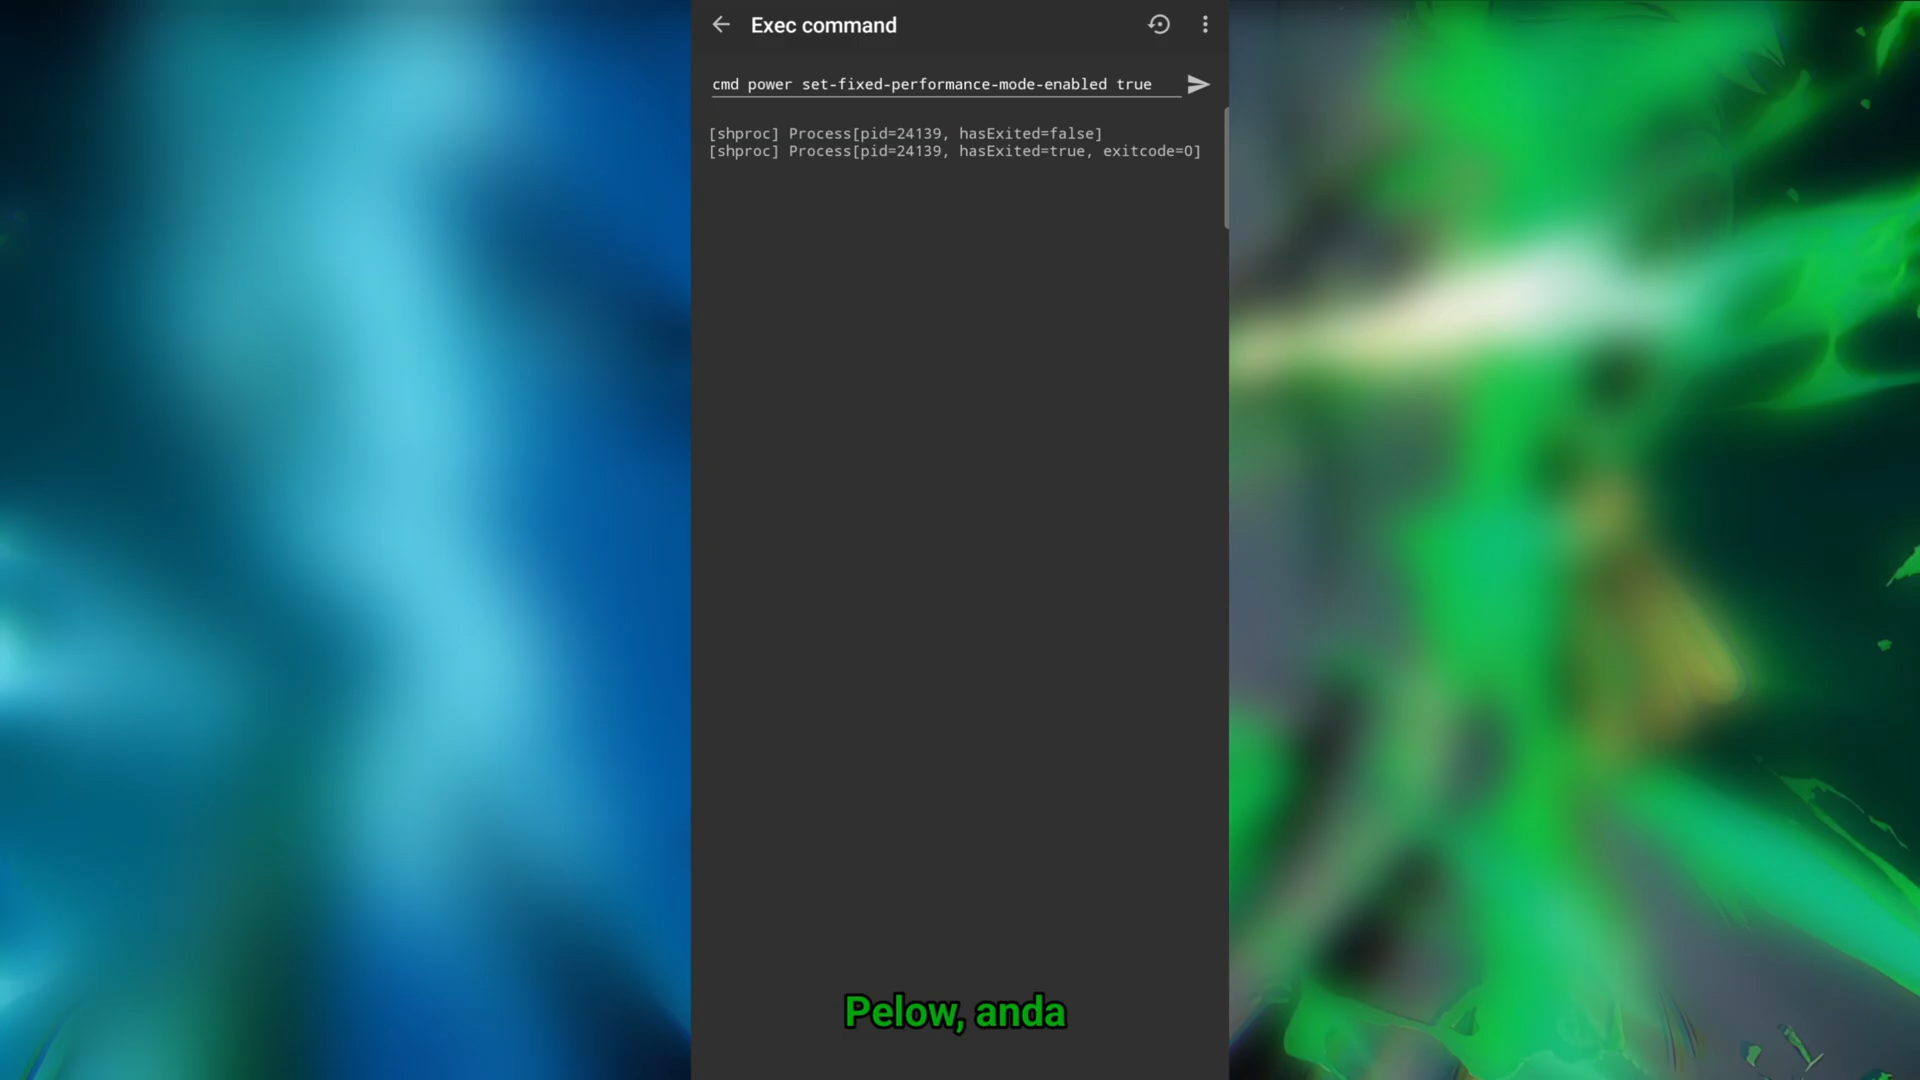 Exec command
cmd power set-fixed-performance-mode-enabled true
[shproc] Process[pid=24139, hasExited=false]
[shproc] Process[pid=24139, hasExited=true, exitcode=0]
Pelow, anda